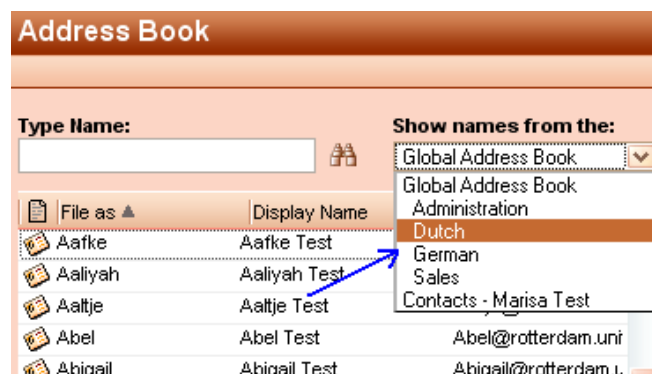 Address Book
Type Name:
Show names from the:
Global Address Book
Global Address Book
Administration
Dutch
German
Sales
Contacts - Marisa Test
File as Display Name
Aafke Aafke Test
Aaliyah Aaliyah Test
Aaltje Aaltje Test
Abel Abel Test Abel@rotterdam.uni
Abigail Abigail Test Abigail@rotterdam.u